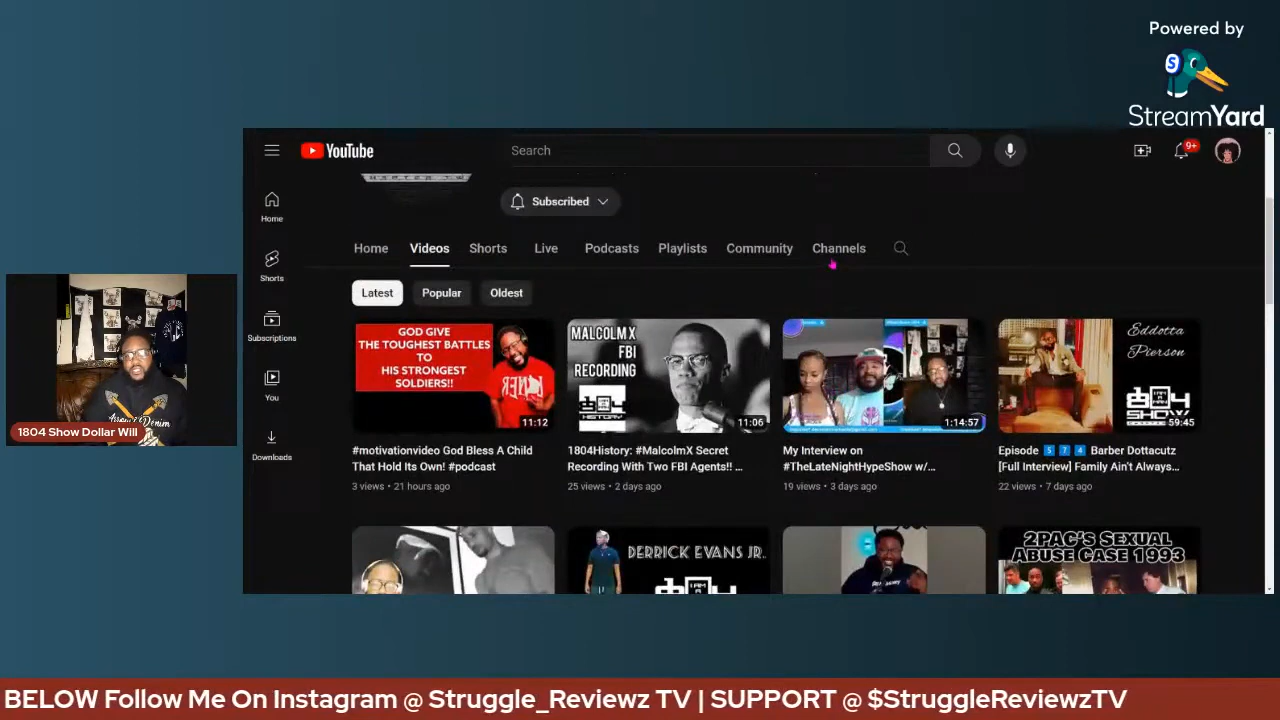 Powered by
StreamYard
YouTube
Search
9+
Subscribed
Home
Shorts
Subscriptions
You
Downloads
Home Videos Shorts Live Podcasts Playlists Community Channels
Latest Popular Oldest
GOD GIVE
THE TOUGHEST BATTLES
TO
HIS STRONGEST
SOLDIERS!!
11:12
#motivationvideo God Bless A Child
That Hold Its Own! #podcast
3 views • 21 hours ago
MALCOLM X
FBI
RECORDING
HISTORY
11:06
1804History: #MalcolmX Secret
Recording With Two FBI Agents!! ...
25 views • 2 days ago
1:14:57
My Interview on
#TheLateNightHypeShow w/...
19 views • 3 days ago
Eddotta
Pierson
SHOW
59:45
Episode 5 7 4 Barber Dottacutz
[Full Interview] Family Ain't Always...
22 views • 7 days ago
DERRICK EVANS JR.
I AM
A MAN
2PAC'S SEXUAL
ABUSE CASE 1993
1804 Show Dollar Will
BELOW Follow Me On Instagram @ Struggle_Reviewz TV | SUPPORT @ $StruggleReviewzTV